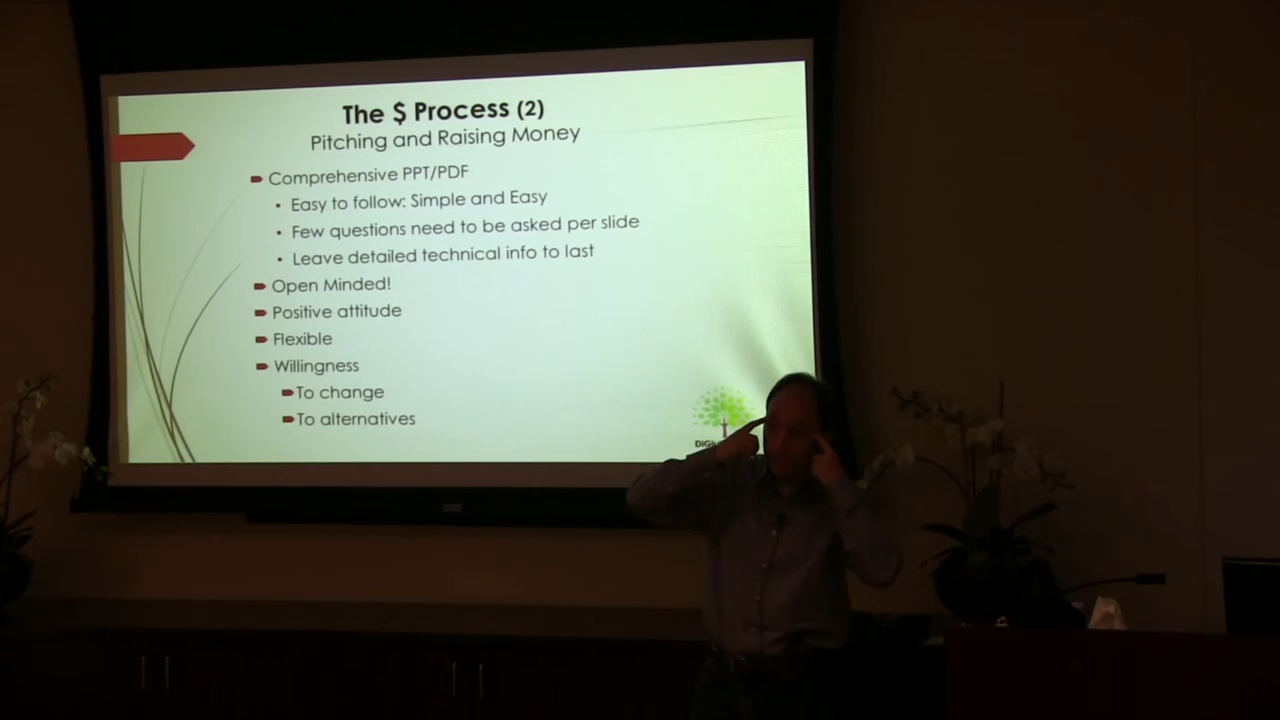 The $ Process (2)
Pitching and Raising Money
Comprehensive PPT/PDF
Easy to follow: Simple and Easy
Few questions need to be asked per slide
Leave detailed technical info to last
Open Minded!
Positive attitude
Flexible
Willingness
To change
To alternatives